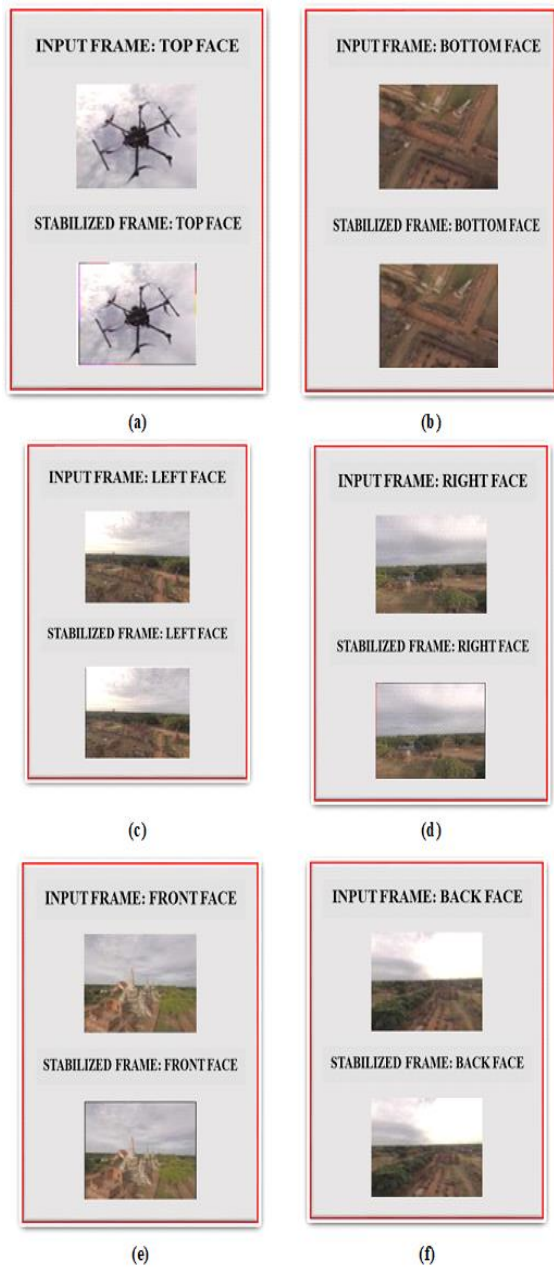 INPUT FRAME: TOP FACE
STABILIZED FRAME: TOP FACE
(a)
INPUT FRAME: BOTTOM FACE
STABILIZED FRAME: BOTTOM FACE
(b)
INPUT FRAME: LEFT FACE
STABILIZED FRAME: LEFT FACE
(c)
INPUT FRAME: RIGHT FACE
STABILIZED FRAME: RIGHT FACE
(d)
INPUT FRAME: FRONT FACE
STABILIZED FRAME: FRONT FACE
(e)
INPUT FRAME: BACK FACE
STABILIZED FRAME: BACK FACE
(f)